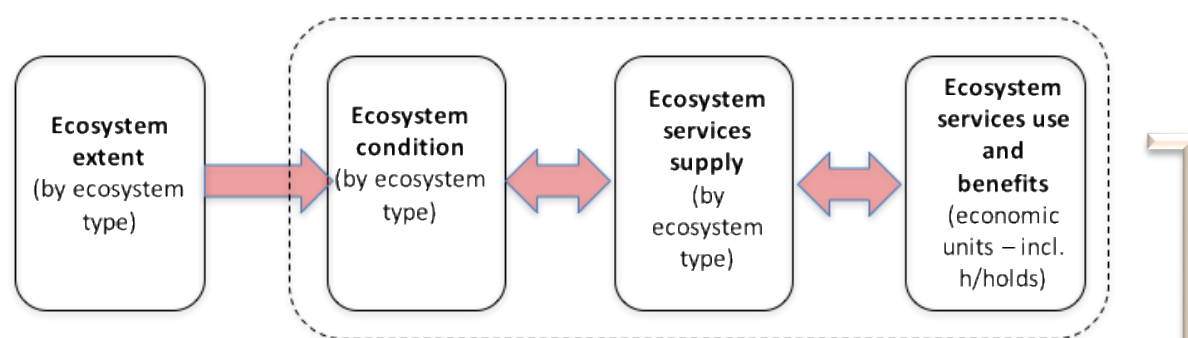 Ecosystem
extent
(by ecosystem
type)
Ecosystem
condition
(by ecosystem
type)
Ecosystem
services
supply
(by
ecosystem
type)
Ecosystem
services use
and
benefits
(economic
units – incl.
h/holds)